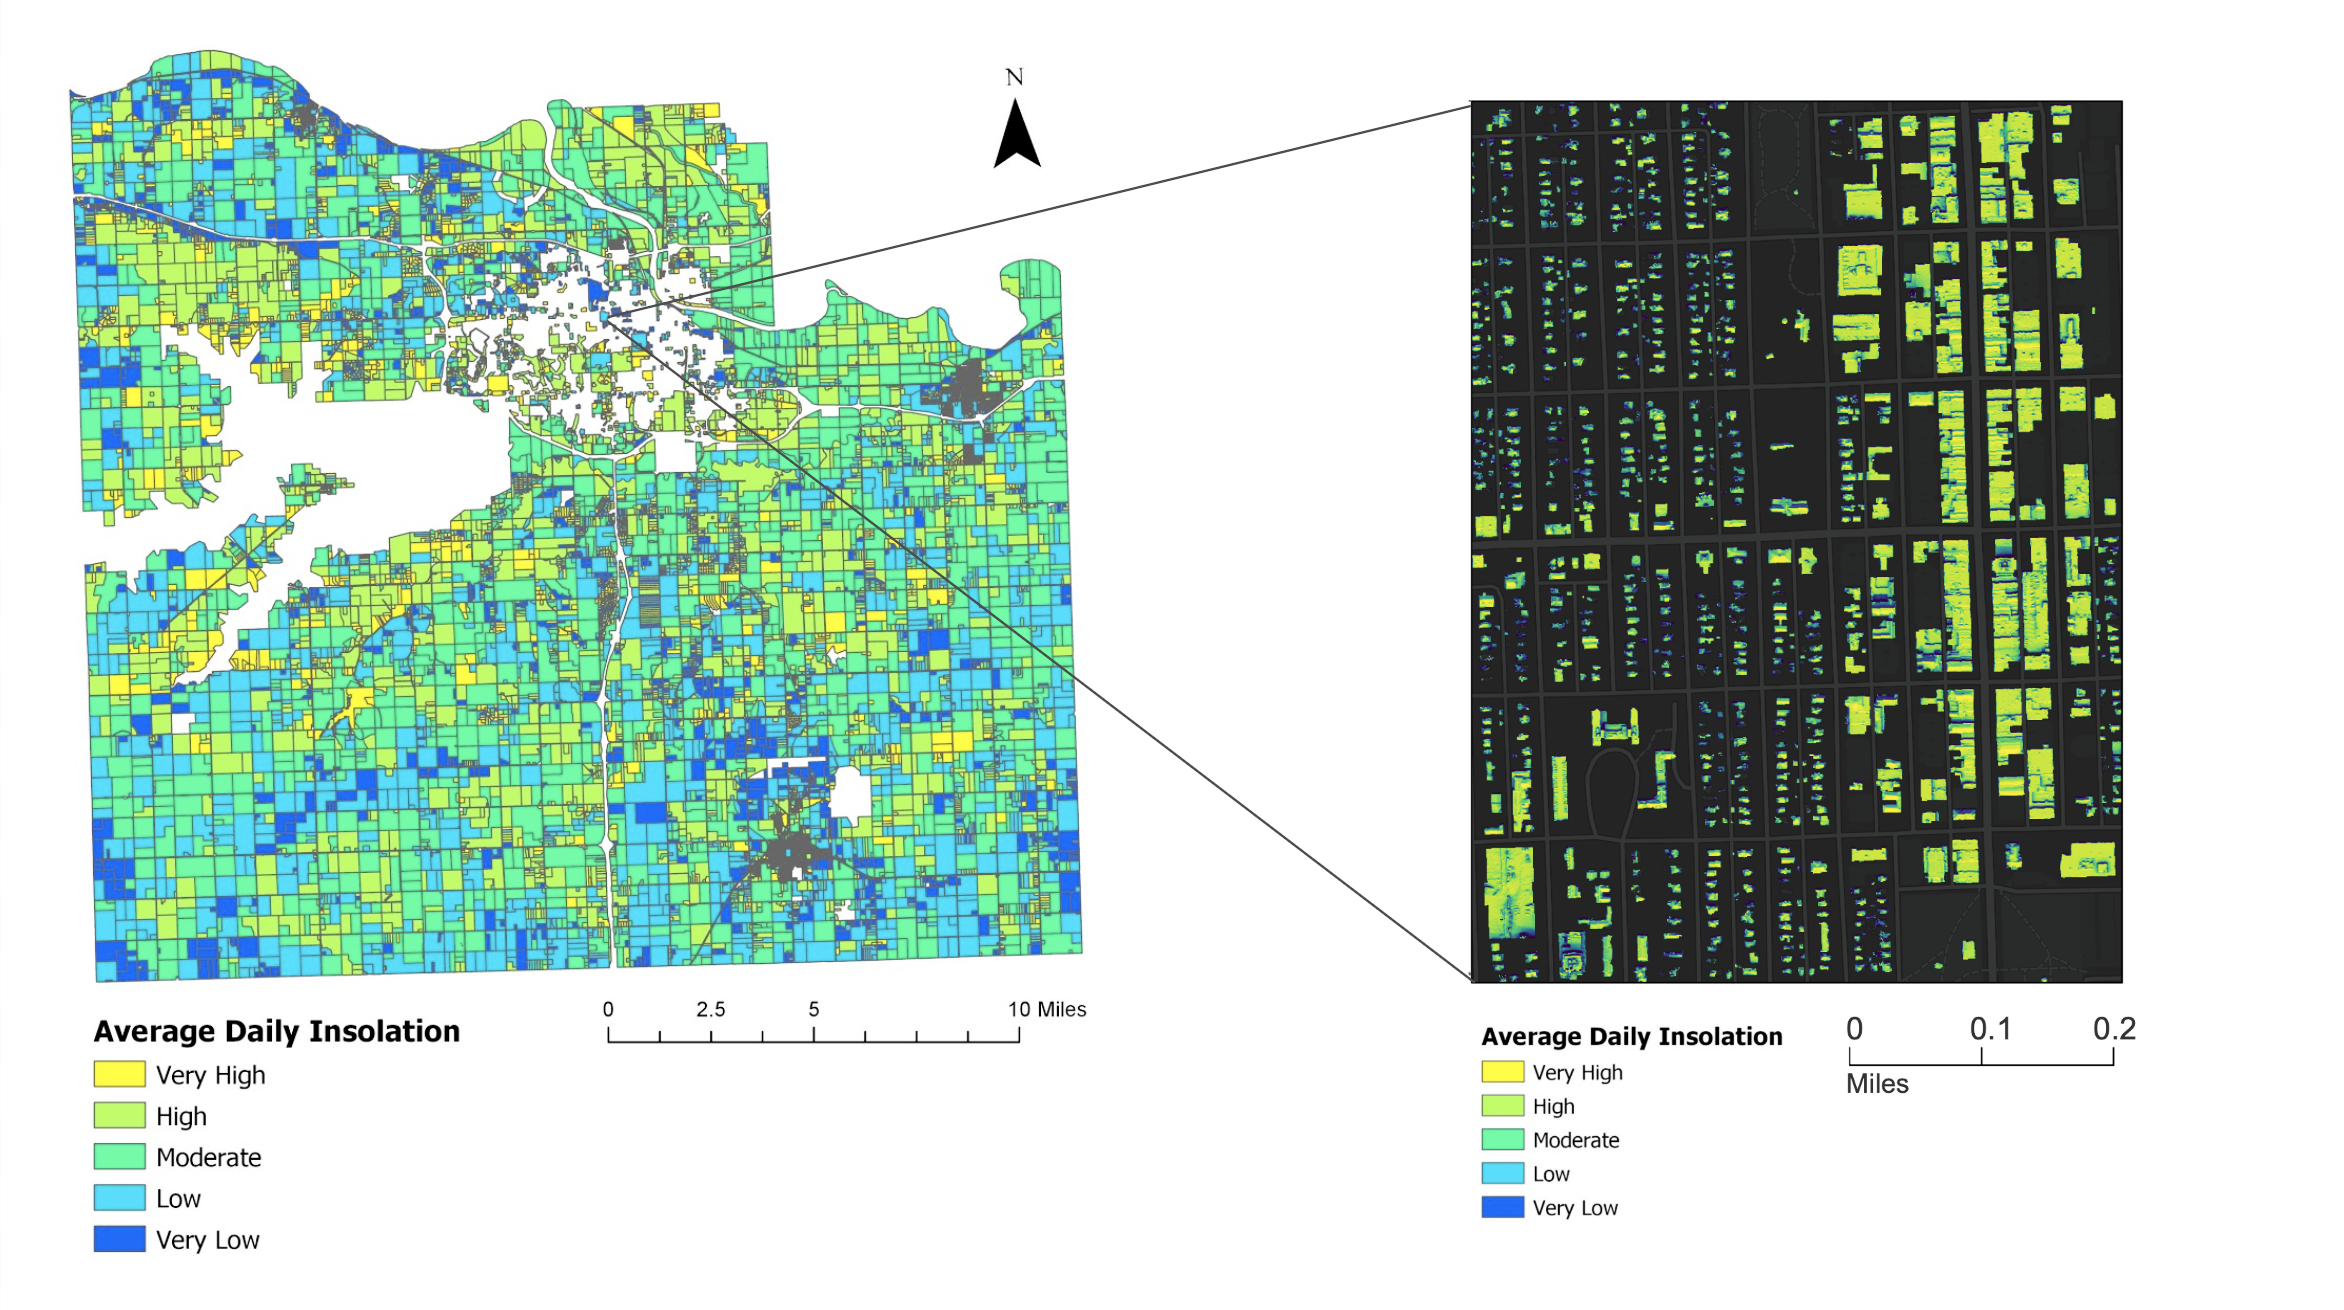 N
0 2.5 5 10 Miles
Average Daily Insolation
Very High
High
Moderate
Low
Very Low
Average Daily Insolation
Very High
High
Moderate
Low
Very Low
0 0.1 0.2
Miles